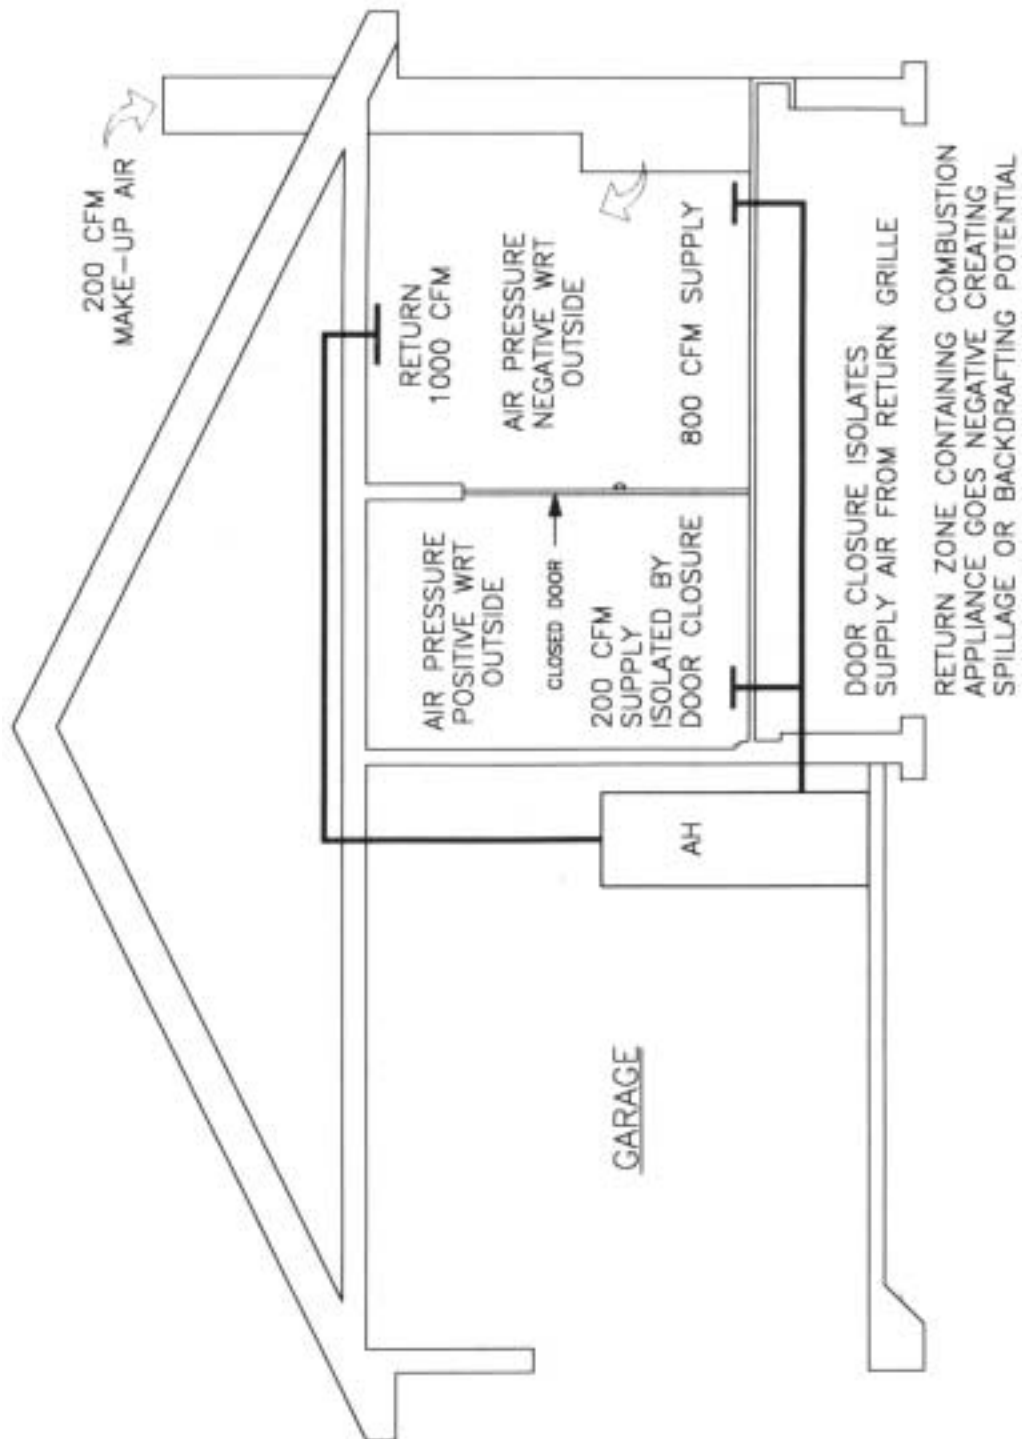 200 CFM
MAKE-UP AIR
RETURN
1000 CFM
AIR PRESSURE
NEGATIVE WRT
OUTSIDE
800 CFM SUPPLY
AIR PRESSURE
POSITIVE WRT
OUTSIDE
CLOSED DOOR
200 CFM
SUPPLY
ISOLATED BY
DOOR CLOSURE
AH
GARAGE
DOOR CLOSURE ISOLATES
SUPPLY AIR FROM RETURN GRILLE
RETURN ZONE CONTAINING COMBUSTION
APPLIANCE GOES NEGATIVE CREATING
SPILLAGE OR BACKDRAFTING POTENTIAL